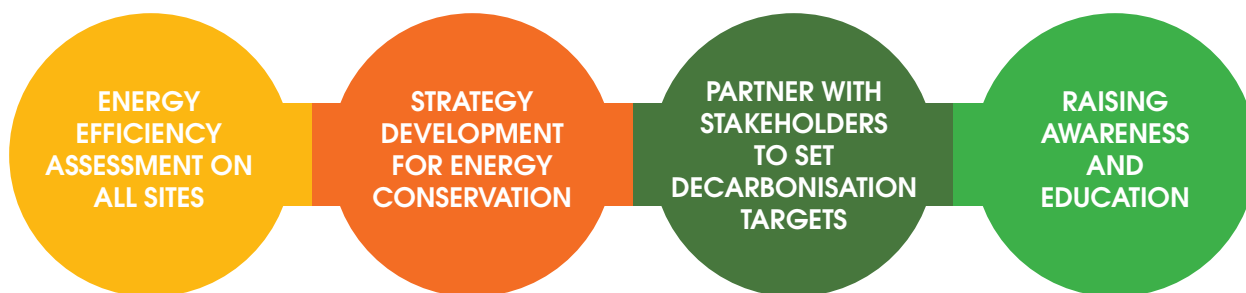 ENERGY
EFFICIENCY
ASSESSMENT ON
ALL SITES
STRATEGY
DEVELOPMENT
FOR ENERGY
CONSERVATION
PARTNER WITH
STAKEHOLDERS
TO SET
DECARBONISATION
TARGETS
RAISING
AWARENESS
AND
EDUCATION